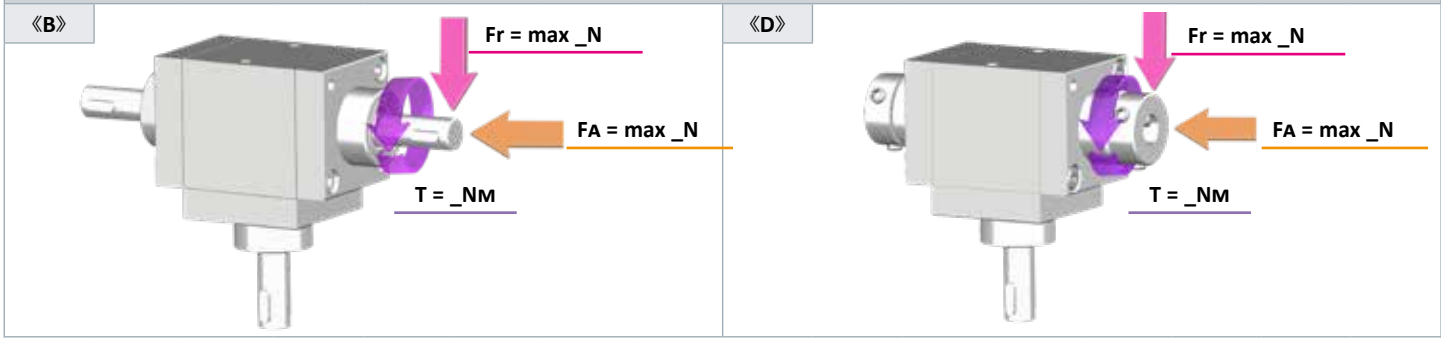 《B》
Fr = max _N
FA = max _N
T = _NM
《D》
Fr = max _N
FA = max _N
T = _NM